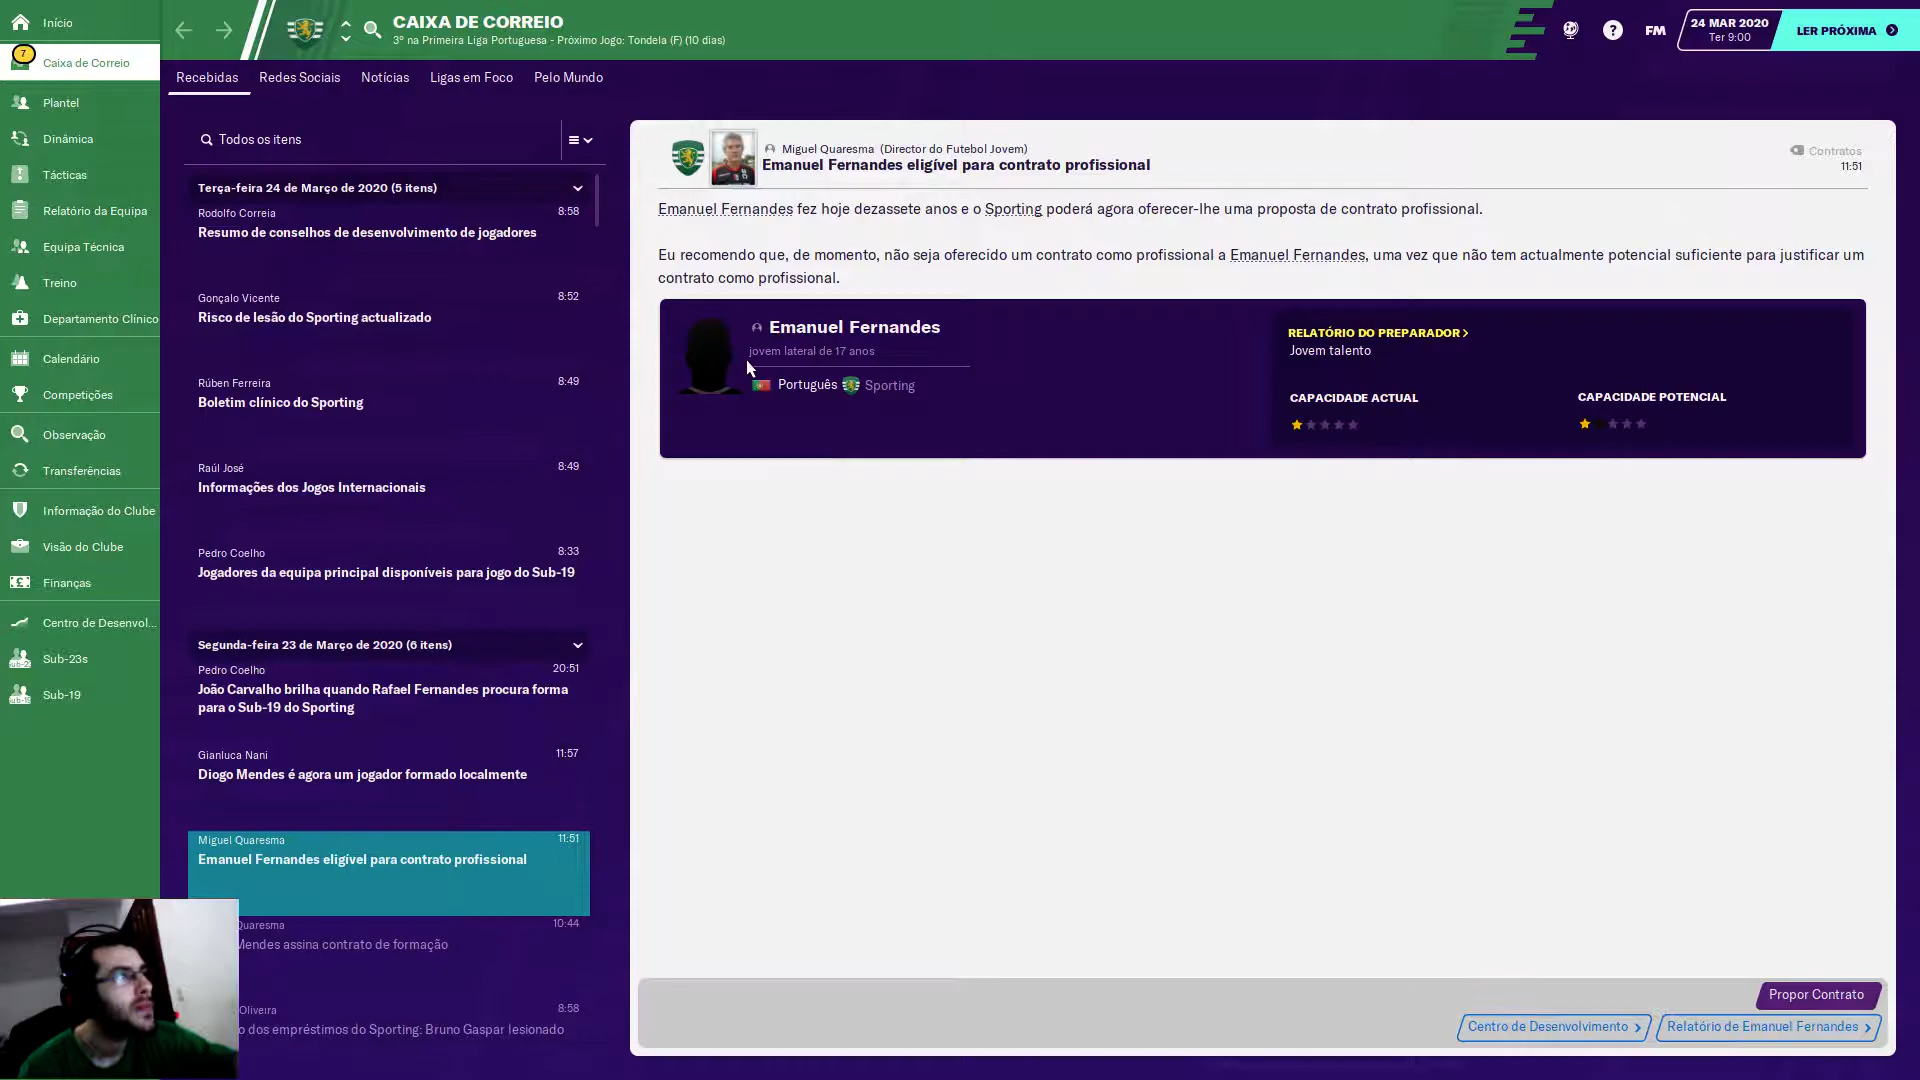 Início
7
Caixa de Correio
Plantel
Dinâmica
Tácticas
Relatório da Equipa
Equipa Técnica
Treino
Departamento Clínico
Calendário
Competições
Observação
Transferências
Informação do Clube
Visão do Clube
Finanças
Centro de Desenvol...
Sub-23s
Sub-19
CAIXA DE CORREIO
3º na Primeira Liga Portuguesa - Próximo Jogo: Tondela (F) (10 dias)
FM
24 MAR 2020
Ter 9:00
LER PRÓXIMA
Recebidas
Redes Sociais
Notícias
Ligas em Foco
Pelo Mundo
Todos os itens
Terça-feira 24 de Março de 2020 (5 itens)
Rodolfo Correia 8:58
Resumo de conselhos de desenvolvimento de jogadores
Gonçalo Vicente 8:52
Risco de lesão do Sporting actualizado
Rúben Ferreira 8:49
Boletim clínico do Sporting
Raúl José 8:49
Informações dos Jogos Internacionais
Pedro Coelho 8:33
Jogadores da equipa principal disponíveis para jogo do Sub-19
Segunda-feira 23 de Março de 2020 (6 itens)
Pedro Coelho 20:51
João Carvalho brilha quando Rafael Fernandes procura forma
para o Sub-19 do Sporting
Gianluca Nani 11:57
Diogo Mendes é agora um jogador formado localmente
Miguel Quaresma 11:51
Emanuel Fernandes eligível para contrato profissional
Quaresma 10:44
Mendes assina contrato de formação
Oliveira 8:58
o dos empréstimos do Sporting: Bruno Gaspar lesionado
Miguel Quaresma (Director do Futebol Jovem)
Emanuel Fernandes eligível para contrato profissional
Contratos
11:51
Emanuel Fernandes fez hoje dezassete anos e o Sporting poderá agora oferecer-lhe uma proposta de contrato profissional.
Eu recomendo que, de momento, não seja oferecido um contrato como profissional a Emanuel Fernandes, uma vez que não tem actualmente potencial suficiente para justificar um
contrato como profissional.
Emanuel Fernandes
jovem lateral de 17 anos
Português Sporting
RELATÓRIO DO PREPARADOR >
Jovem talento
CAPACIDADE ACTUAL
CAPACIDADE POTENCIAL
Propor Contrato
Centro de Desenvolvimento >
Relatório de Emanuel Fernandes >